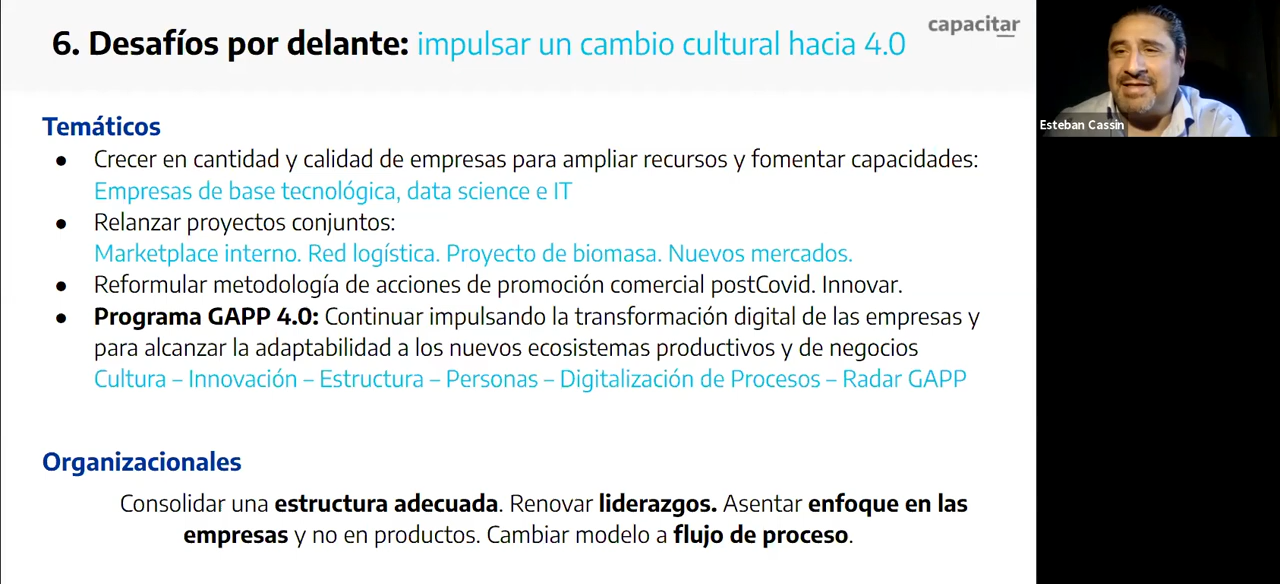 6. Desafíos por delante: impulsar un cambio cultural hacia 4.0
capacitar
Esteban Cassin
Temáticos
● Crecer en cantidad y calidad de empresas para ampliar recursos y fomentar capacidades:
Empresas de base tecnológica, data science e IT
● Relanzar proyectos conjuntos:
Marketplace interno. Red logística. Proyecto de biomasa. Nuevos mercados.
● Reformular metodología de acciones de promoción comercial postCovid. Innovar.
● Programa GAPP 4.0: Continuar impulsando la transformación digital de las empresas y
para alcanzar la adaptabilidad a los nuevos ecosistemas productivos y de negocios
Cultura – Innovación – Estructura – Personas – Digitalización de Procesos – Radar GAPP
Organizacionales
Consolidar una estructura adecuada. Renovar liderazgos. Asentar enfoque en las
empresas y no en productos. Cambiar modelo a flujo de proceso.